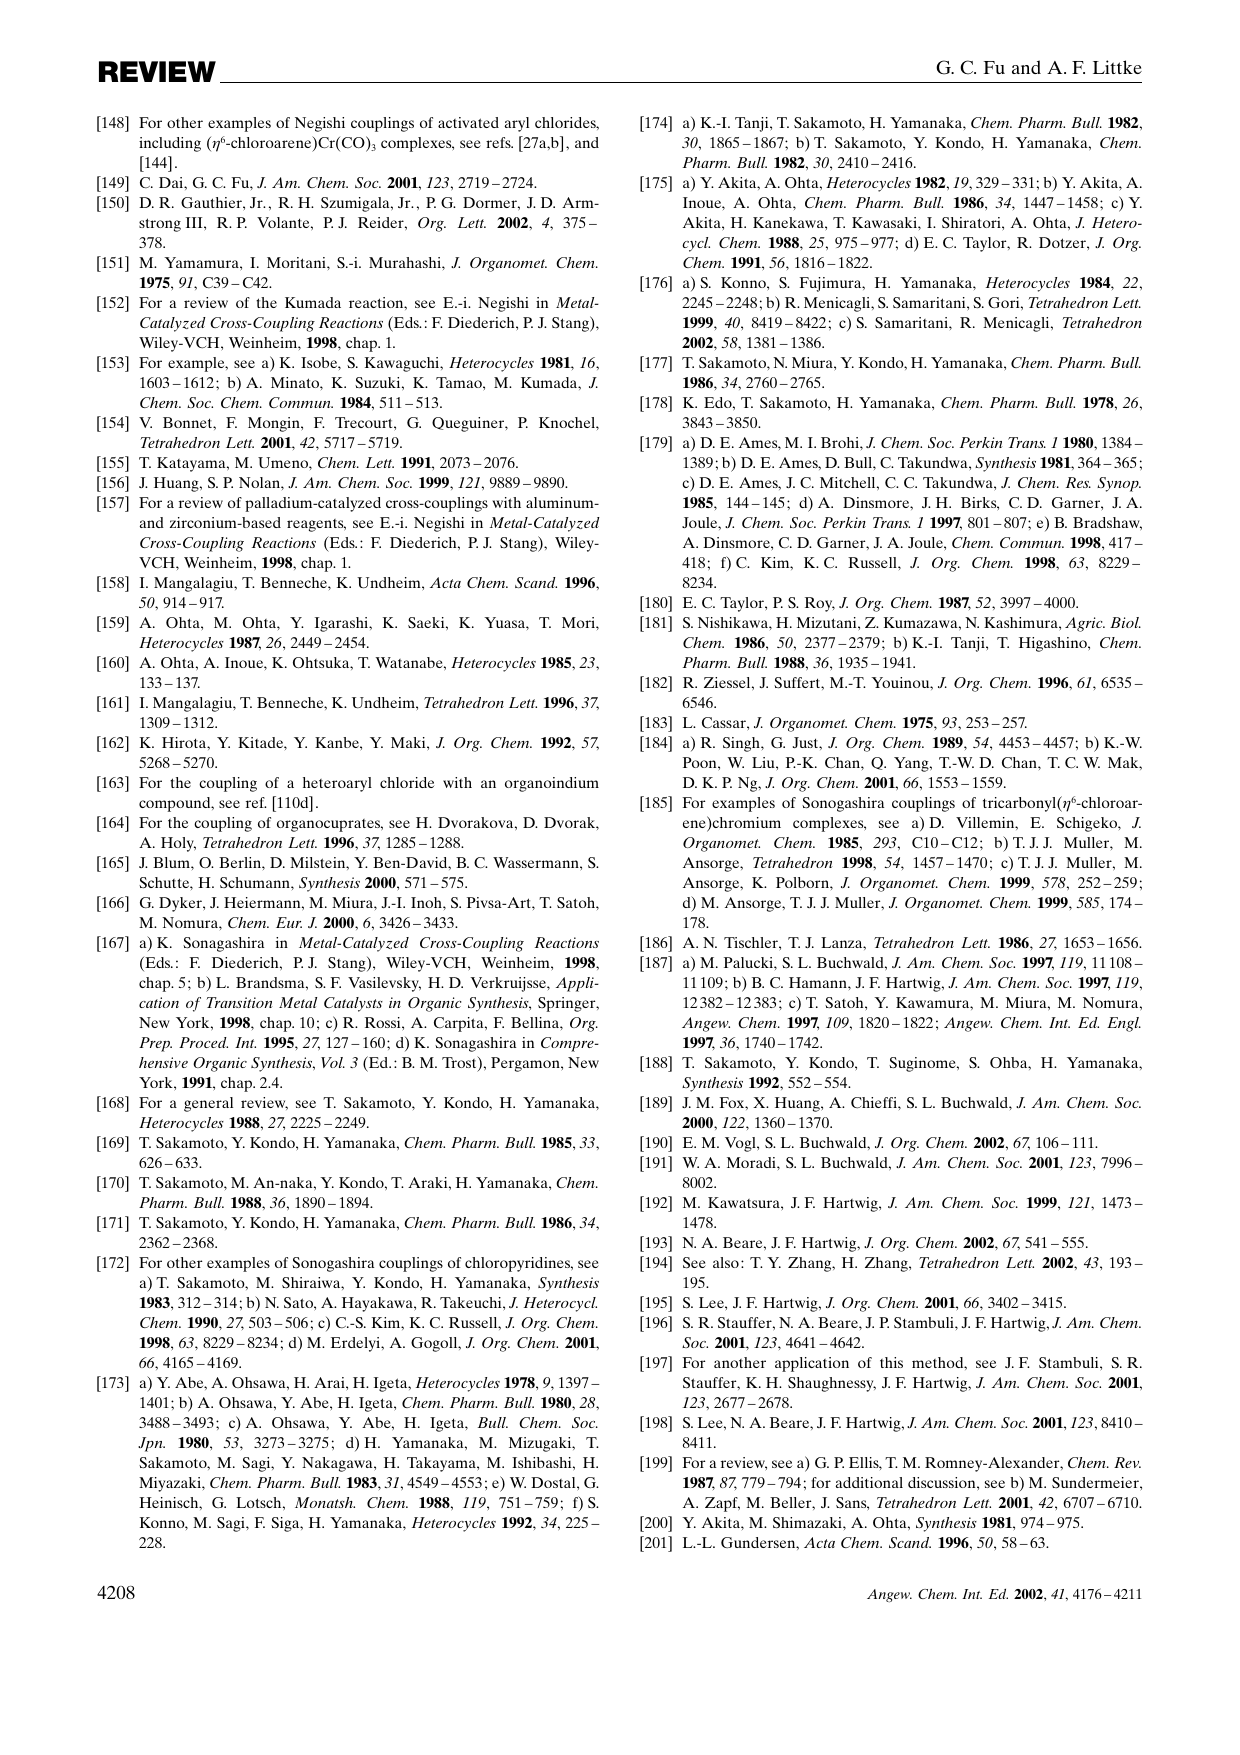 REVIEW
G. C. Fu and A. F. Littke
[148] For other examples of Negishi couplings of activated aryl chlorides,
including (η⁶-chloroarene)Cr(CO)₃ complexes, see refs. [27a,b], and
[144].
[149] C. Dai, G. C. Fu, J. Am. Chem. Soc. 2001, 123, 2719–2724.
[150] D. R. Gauthier, Jr., R. H. Szumigala, Jr., P. G. Dormer, J. D. Arm-
strong III, R. P. Volante, P. J. Reider, Org. Lett. 2002, 4, 375–
378.
[151] M. Yamamura, I. Moritani, S.-i. Murahashi, J. Organomet. Chem.
1975, 91, C39–C42.
[152] For a review of the Kumada reaction, see E.-i. Negishi in Metal-
Catalyzed Cross-Coupling Reactions (Eds.: F. Diederich, P. J. Stang),
Wiley-VCH, Weinheim, 1998, chap. 1.
[153] For example, see a) K. Isobe, S. Kawaguchi, Heterocycles 1981, 16,
1603–1612; b) A. Minato, K. Suzuki, K. Tamao, M. Kumada, J.
Chem. Soc. Chem. Commun. 1984, 511–513.
[154] V. Bonnet, F. Mongin, F. Trecourt, G. Queguiner, P. Knochel,
Tetrahedron Lett. 2001, 42, 5717–5719.
[155] T. Katayama, M. Umeno, Chem. Lett. 1991, 2073–2076.
[156] J. Huang, S. P. Nolan, J. Am. Chem. Soc. 1999, 121, 9889–9890.
[157] For a review of palladium-catalyzed cross-couplings with aluminum-
and zirconium-based reagents, see E.-i. Negishi in Metal-Catalyzed
Cross-Coupling Reactions (Eds.: F. Diederich, P. J. Stang), Wiley-
VCH, Weinheim, 1998, chap. 1.
[158] I. Mangalagiu, T. Benneche, K. Undheim, Acta Chem. Scand. 1996,
50, 914–917.
[159] A. Ohta, M. Ohta, Y. Igarashi, K. Saeki, K. Yuasa, T. Mori,
Heterocycles 1987, 26, 2449–2454.
[160] A. Ohta, A. Inoue, K. Ohtsuka, T. Watanabe, Heterocycles 1985, 23,
133–137.
[161] I. Mangalagiu, T. Benneche, K. Undheim, Tetrahedron Lett. 1996, 37,
1309–1312.
[162] K. Hirota, Y. Kitade, Y. Kanbe, Y. Maki, J. Org. Chem. 1992, 57,
5268–5270.
[163] For the coupling of a heteroaryl chloride with an organoindium
compound, see ref. [110d].
[164] For the coupling of organocuprates, see H. Dvorakova, D. Dvorak,
A. Holy, Tetrahedron Lett. 1996, 37, 1285–1288.
[165] J. Blum, O. Berlin, D. Milstein, Y. Ben-David, B. C. Wassermann, S.
Schutte, H. Schumann, Synthesis 2000, 571–575.
[166] G. Dyker, J. Heiermann, M. Miura, J.-I. Inoh, S. Pivsa-Art, T. Satoh,
M. Nomura, Chem. Eur. J. 2000, 6, 3426–3433.
[167] a) K. Sonagashira in Metal-Catalyzed Cross-Coupling Reactions
(Eds.: F. Diederich, P. J. Stang), Wiley-VCH, Weinheim, 1998,
chap. 5; b) L. Brandsma, S. F. Vasilevsky, H. D. Verkruijsse, Appli-
cation of Transition Metal Catalysts in Organic Synthesis, Springer,
New York, 1998, chap. 10; c) R. Rossi, A. Carpita, F. Bellina, Org.
Prep. Proced. Int. 1995, 27, 127–160; d) K. Sonagashira in Compre-
hensive Organic Synthesis, Vol. 3 (Ed.: B. M. Trost), Pergamon, New
York, 1991, chap. 2.4.
[168] For a general review, see T. Sakamoto, Y. Kondo, H. Yamanaka,
Heterocycles 1988, 27, 2225–2249.
[169] T. Sakamoto, Y. Kondo, H. Yamanaka, Chem. Pharm. Bull. 1985, 33,
626–633.
[170] T. Sakamoto, M. An-naka, Y. Kondo, T. Araki, H. Yamanaka, Chem.
Pharm. Bull. 1988, 36, 1890–1894.
[171] T. Sakamoto, Y. Kondo, H. Yamanaka, Chem. Pharm. Bull. 1986, 34,
2362–2368.
[172] For other examples of Sonogashira couplings of chloropyridines, see
a) T. Sakamoto, M. Shiraiwa, Y. Kondo, H. Yamanaka, Synthesis
1983, 312–314; b) N. Sato, A. Hayakawa, R. Takeuchi, J. Heterocycl.
Chem. 1990, 27, 503–506; c) C.-S. Kim, K. C. Russell, J. Org. Chem.
1998, 63, 8229–8234; d) M. Erdelyi, A. Gogoll, J. Org. Chem. 2001,
66, 4165–4169.
[173] a) Y. Abe, A. Ohsawa, H. Arai, H. Igeta, Heterocycles 1978, 9, 1397–
1401; b) A. Ohsawa, Y. Abe, H. Igeta, Chem. Pharm. Bull. 1980, 28,
3488–3493; c) A. Ohsawa, Y. Abe, H. Igeta, Bull. Chem. Soc.
Jpn. 1980, 53, 3273–3275; d) H. Yamanaka, M. Mizugaki, T.
Sakamoto, M. Sagi, Y. Nakagawa, H. Takayama, M. Ishibashi, H.
Miyazaki, Chem. Pharm. Bull. 1983, 31, 4549–4553; e) W. Dostal, G.
Heinisch, G. Lotsch, Monatsh. Chem. 1988, 119, 751–759; f) S.
Konno, M. Sagi, F. Siga, H. Yamanaka, Heterocycles 1992, 34, 225–
228.
[174] a) K.-I. Tanji, T. Sakamoto, H. Yamanaka, Chem. Pharm. Bull. 1982,
30, 1865–1867; b) T. Sakamoto, Y. Kondo, H. Yamanaka, Chem.
Pharm. Bull. 1982, 30, 2410–2416.
[175] a) Y. Akita, A. Ohta, Heterocycles 1982, 19, 329–331; b) Y. Akita, A.
Inoue, A. Ohta, Chem. Pharm. Bull. 1986, 34, 1447–1458; c) Y.
Akita, H. Kanekawa, T. Kawasaki, I. Shiratori, A. Ohta, J. Hetero-
cycl. Chem. 1988, 25, 975–977; d) E. C. Taylor, R. Dotzer, J. Org.
Chem. 1991, 56, 1816–1822.
[176] a) S. Konno, S. Fujimura, H. Yamanaka, Heterocycles 1984, 22,
2245–2248; b) R. Menicagli, S. Samaritani, S. Gori, Tetrahedron Lett.
1999, 40, 8419–8422; c) S. Samaritani, R. Menicagli, Tetrahedron
2002, 58, 1381–1386.
[177] T. Sakamoto, N. Miura, Y. Kondo, H. Yamanaka, Chem. Pharm. Bull.
1986, 34, 2760–2765.
[178] K. Edo, T. Sakamoto, H. Yamanaka, Chem. Pharm. Bull. 1978, 26,
3843–3850.
[179] a) D. E. Ames, M. I. Brohi, J. Chem. Soc. Perkin Trans. 1 1980, 1384–
1389; b) D. E. Ames, D. Bull, C. Takundwa, Synthesis 1981, 364–365;
c) D. E. Ames, J. C. Mitchell, C. C. Takundwa, J. Chem. Res. Synop.
1985, 144–145; d) A. Dinsmore, J. H. Birks, C. D. Garner, J. A.
Joule, J. Chem. Soc. Perkin Trans. 1 1997, 801–807; e) B. Bradshaw,
A. Dinsmore, C. D. Garner, J. A. Joule, Chem. Commun. 1998, 417–
418; f) C. Kim, K. C. Russell, J. Org. Chem. 1998, 63, 8229–
8234.
[180] E. C. Taylor, P. S. Roy, J. Org. Chem. 1987, 52, 3997–4000.
[181] S. Nishikawa, H. Mizutani, Z. Kumazawa, N. Kashimura, Agric. Biol.
Chem. 1986, 50, 2377–2379; b) K.-I. Tanji, T. Higashino, Chem.
Pharm. Bull. 1988, 36, 1935–1941.
[182] R. Ziessel, J. Suffert, M.-T. Youinou, J. Org. Chem. 1996, 61, 6535–
6546.
[183] L. Cassar, J. Organomet. Chem. 1975, 93, 253–257.
[184] a) R. Singh, G. Just, J. Org. Chem. 1989, 54, 4453–4457; b) K.-W.
Poon, W. Liu, P.-K. Chan, Q. Yang, T.-W. D. Chan, T. C. W. Mak,
D. K. P. Ng, J. Org. Chem. 2001, 66, 1553–1559.
[185] For examples of Sonogashira couplings of tricarbonyl(η⁶-chloroar-
ene)chromium complexes, see a) D. Villemin, E. Schigeko, J.
Organomet. Chem. 1985, 293, C10–C12; b) T. J. J. Muller, M.
Ansorge, Tetrahedron 1998, 54, 1457–1470; c) T. J. J. Muller, M.
Ansorge, K. Polborn, J. Organomet. Chem. 1999, 578, 252–259;
d) M. Ansorge, T. J. J. Muller, J. Organomet. Chem. 1999, 585, 174–
178.
[186] A. N. Tischler, T. J. Lanza, Tetrahedron Lett. 1986, 27, 1653–1656.
[187] a) M. Palucki, S. L. Buchwald, J. Am. Chem. Soc. 1997, 119, 11108–
11109; b) B. C. Hamann, J. F. Hartwig, J. Am. Chem. Soc. 1997, 119,
12382–12383; c) T. Satoh, Y. Kawamura, M. Miura, M. Nomura,
Angew. Chem. 1997, 109, 1820–1822; Angew. Chem. Int. Ed. Engl.
1997, 36, 1740–1742.
[188] T. Sakamoto, Y. Kondo, T. Suginome, S. Ohba, H. Yamanaka,
Synthesis 1992, 552–554.
[189] J. M. Fox, X. Huang, A. Chieffi, S. L. Buchwald, J. Am. Chem. Soc.
2000, 122, 1360–1370.
[190] E. M. Vogl, S. L. Buchwald, J. Org. Chem. 2002, 67, 106–111.
[191] W. A. Moradi, S. L. Buchwald, J. Am. Chem. Soc. 2001, 123, 7996–
8002.
[192] M. Kawatsura, J. F. Hartwig, J. Am. Chem. Soc. 1999, 121, 1473–
1478.
[193] N. A. Beare, J. F. Hartwig, J. Org. Chem. 2002, 67, 541–555.
[194] See also: T. Y. Zhang, H. Zhang, Tetrahedron Lett. 2002, 43, 193–
195.
[195] S. Lee, J. F. Hartwig, J. Org. Chem. 2001, 66, 3402–3415.
[196] S. R. Stauffer, N. A. Beare, J. P. Stambuli, J. F. Hartwig, J. Am. Chem.
Soc. 2001, 123, 4641–4642.
[197] For another application of this method, see J. F. Stambuli, S. R.
Stauffer, K. H. Shaughnessy, J. F. Hartwig, J. Am. Chem. Soc. 2001,
123, 2677–2678.
[198] S. Lee, N. A. Beare, J. F. Hartwig, J. Am. Chem. Soc. 2001, 123, 8410–
8411.
[199] For a review, see a) G. P. Ellis, T. M. Romney-Alexander, Chem. Rev.
1987, 87, 779–794; for additional discussion, see b) M. Sundermeier,
A. Zapf, M. Beller, J. Sans, Tetrahedron Lett. 2001, 42, 6707–6710.
[200] Y. Akita, M. Shimazaki, A. Ohta, Synthesis 1981, 974–975.
[201] L.-L. Gundersen, Acta Chem. Scand. 1996, 50, 58–63.
4208
Angew. Chem. Int. Ed. 2002, 41, 4176–4211